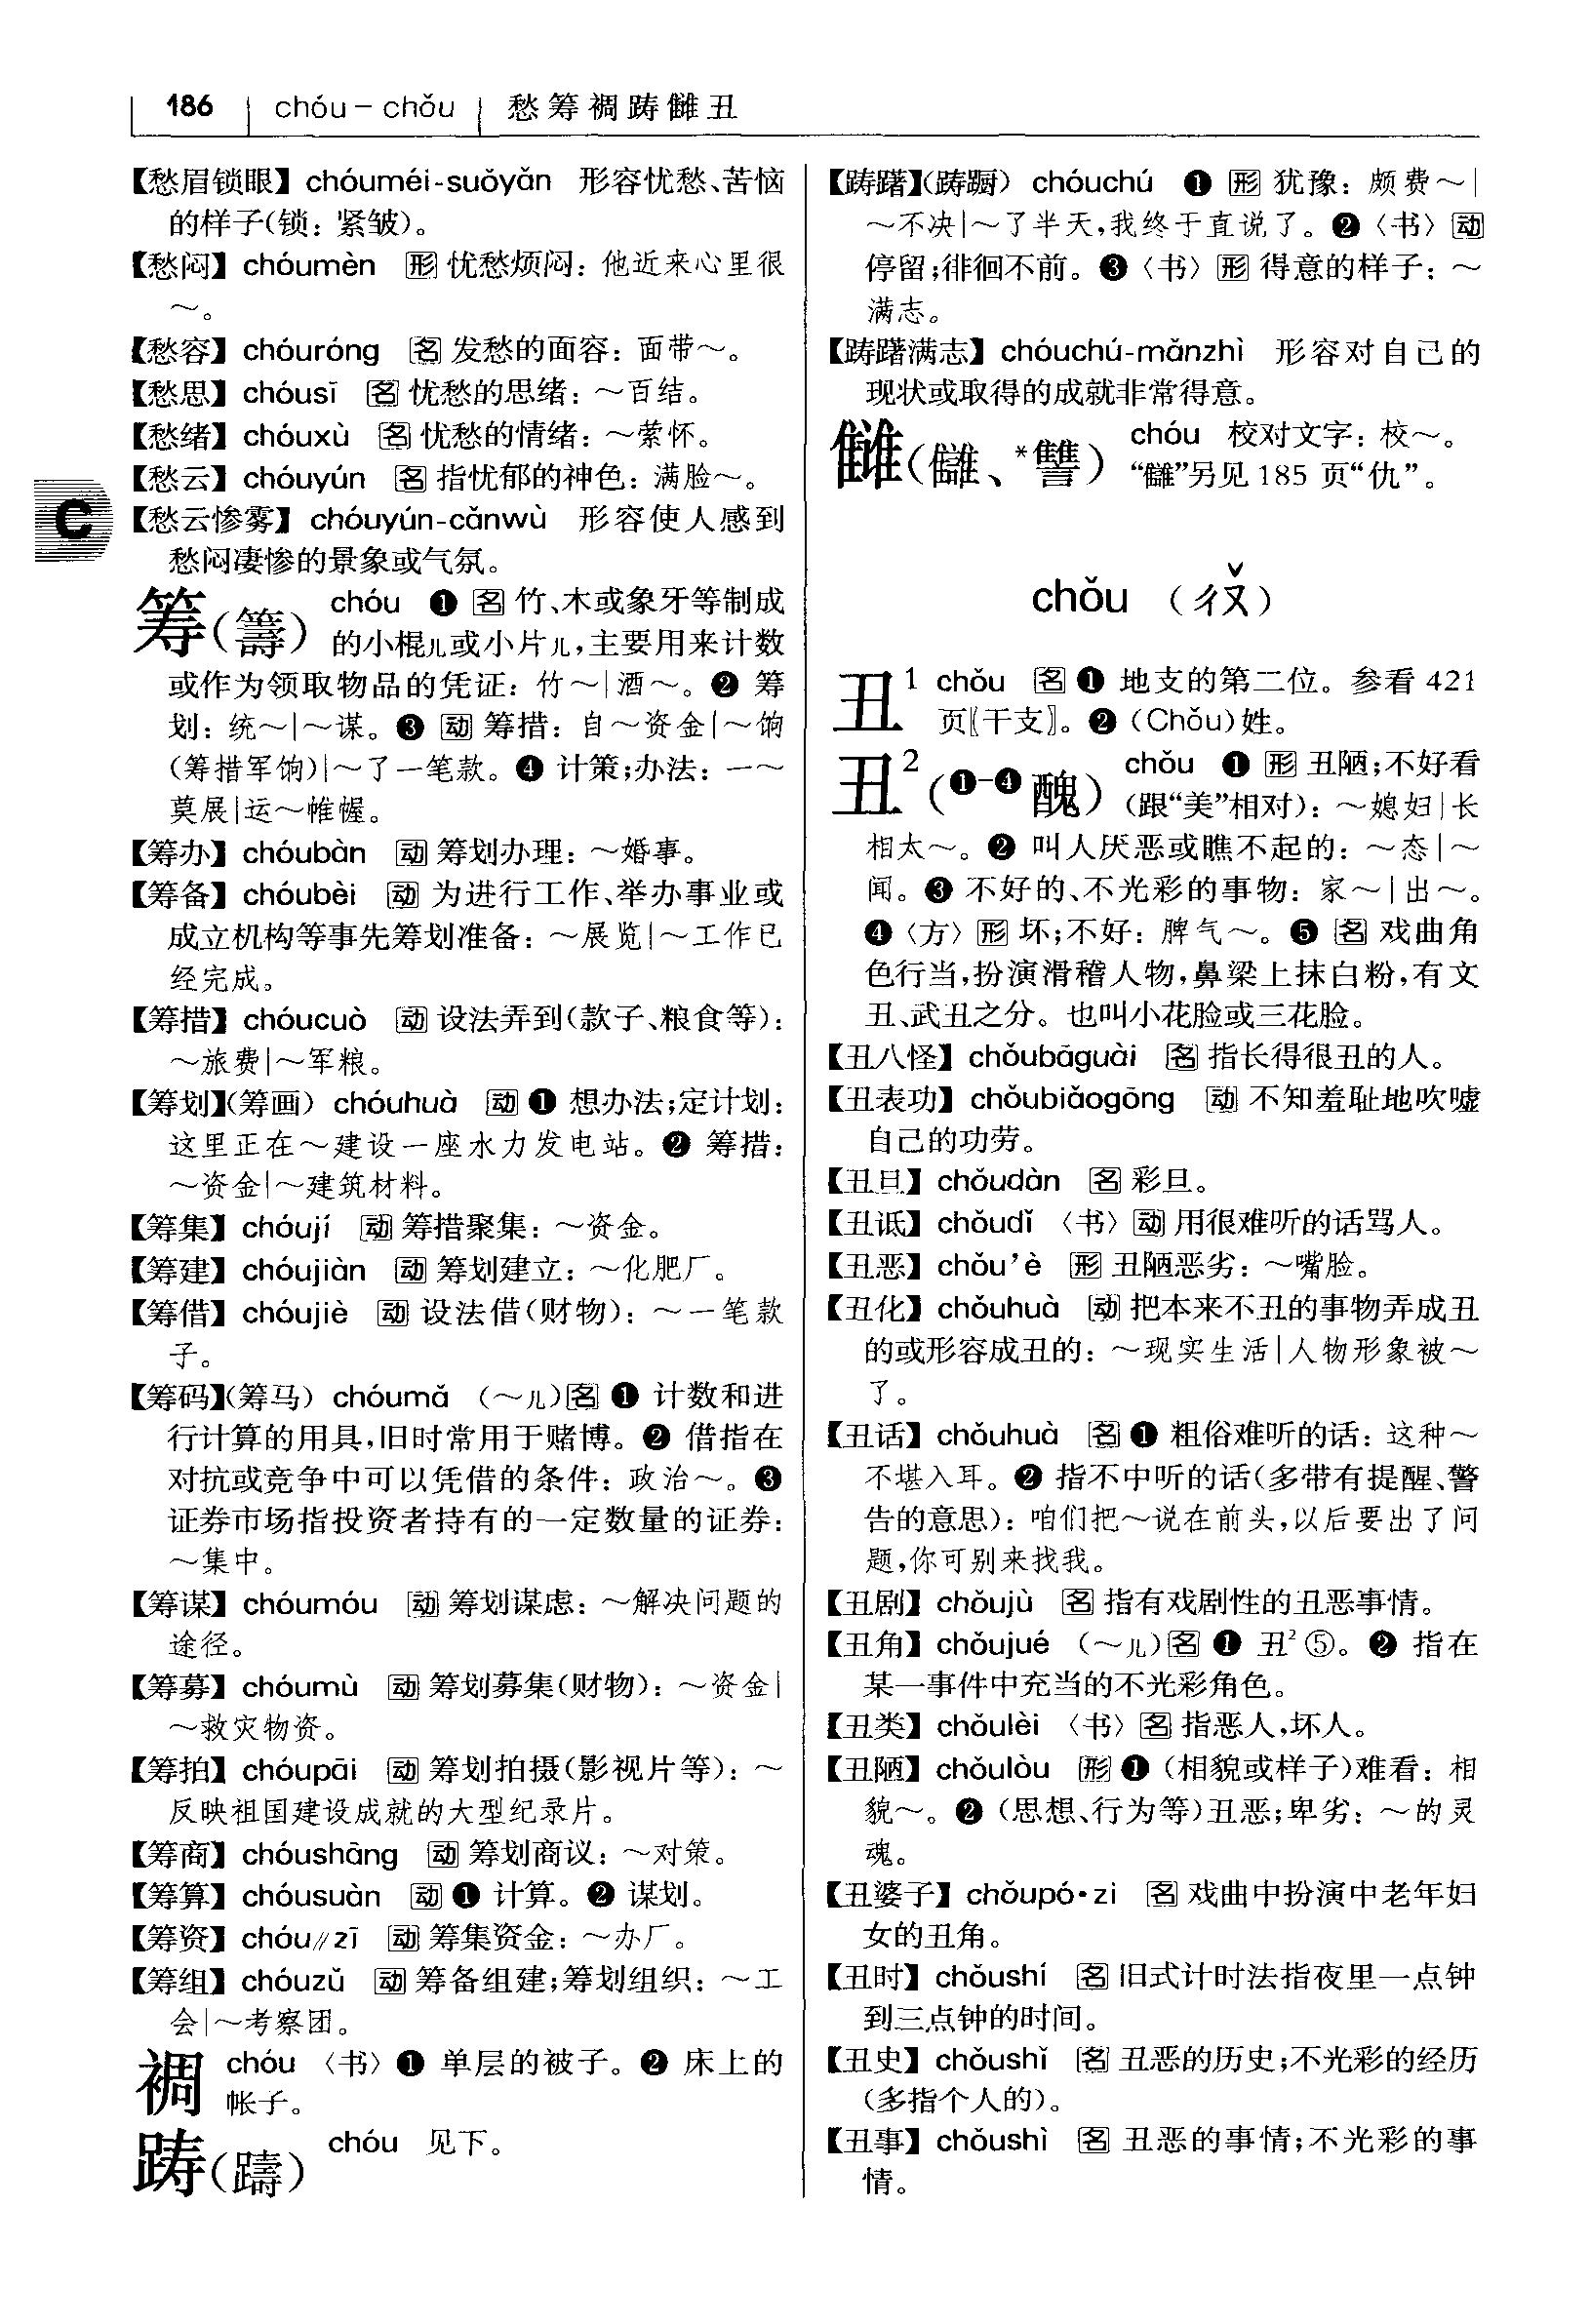 186 chóu－chǒu 愁筹裯踌雠丑
【愁眉锁眼】chóuméi-suǒyǎn 形容忧愁、苦恼
的样子(锁：紧皱)。
【愁闷】chóumèn 形 忧愁烦闷：他近来心里很
～。
【愁容】chóuróng 名 发愁的面容：面带～。
【愁思】chóusī 名 忧愁的思绪：～百结。
【愁绪】chóuxù 名 忧愁的情绪：～萦怀。
【愁云】chóuyún 名 指忧郁的神色：满脸～。
C
【愁云惨雾】chóuyún-cǎnwù 形容使人感到
愁闷凄惨的景象或气氛。
筹(籌) chóu ❶ 名 竹、木或象牙等制成
的小棍儿或小片儿，主要用来计数
或作为领取物品的凭证：竹～|酒～。❷ 筹
划：统～|～谋。❸ 动 筹措：自～资金|～饷
(筹措军饷)|～了一笔款。❹ 计策;办法：一～
莫展|运～帷幄。
【筹办】chóubàn 动 筹划办理：～婚事。
【筹备】chóubèi 动 为进行工作、举办事业或
成立机构等事先筹划准备：～展览|～工作已
经完成。
【筹措】chóucuò 动 设法弄到(款子、粮食等)：
～旅费|～军粮。
【筹划】(筹画) chóuhuà 动 ❶ 想办法;定计划：
这里正在～建设一座水力发电站。❷ 筹措：
～资金|～建筑材料。
【筹集】chóují 动 筹措聚集：～资金。
【筹建】chóujiàn 动 筹划建立：～化肥厂。
【筹借】chóujiè 动 设法借(财物)：～一笔款
子。
【筹码】(筹马) chóumǎ (～儿)名 ❶ 计数和进
行计算的用具，旧时常用于赌博。❷ 借指在
对抗或竞争中可以凭借的条件：政治～。❸
证券市场指投资者持有的一定数量的证券：
～集中。
【筹谋】chóumóu 动 筹划谋虑：～解决问题的
途径。
【筹募】chóumù 动 筹划募集(财物)：～资金|
～救灾物资。
【筹拍】chóupāi 动 筹划拍摄(影视片等)：～
反映祖国建设成就的大型纪录片。
【筹商】chóushāng 动 筹划商议：～对策。
【筹算】chóusuàn 动 ❶ 计算。❷ 谋划。
【筹资】chóu∥zī 动 筹集资金：～办厂。
【筹组】chóuzǔ 动 筹备组建;筹划组织：～工
会|～考察团。
裯 chóu 〈书〉❶ 单层的被子。❷ 床上的
帐子。
踌(躊) chóu 见下。
【踌躇】(踌蹰) chóuchú ❶ 形 犹豫：颇费～|
～不决|～了半天，我终于直说了。❷〈书〉动
停留;徘徊不前。❸〈书〉形 得意的样子：～
满志。
【踌躇满志】chóuchú-mǎnzhì 形容对自己的
现状或取得的成就非常得意。
雠(讎、*讐) chóu 校对文字：校～。
“讎”另见 185 页“仇”。
chǒu (ㄔㄡˇ)
丑¹ chǒu 名 ❶ 地支的第二位。参看 421
页〖干支〗。❷ (Chǒu)姓。
丑²(❶-❹醜) chǒu ❶ 形 丑陋;不好看
(跟“美”相对)：～媳妇|长
相太～。❷ 叫人厌恶或瞧不起的：～态|～
闻。❸ 不好的、不光彩的事物：家～|出～。
❹〈方〉形 坏;不好：脾气～。❺ 名 戏曲角
色行当，扮演滑稽人物，鼻梁上抹白粉，有文
丑、武丑之分。也叫小花脸或三花脸。
【丑八怪】chǒubāguài 名 指长得很丑的人。
【丑表功】chǒubiǎogōng 动 不知羞耻地吹嘘
自己的功劳。
【丑旦】chǒudàn 名 彩旦。
【丑诋】chǒudǐ 〈书〉动 用很难听的话骂人。
【丑恶】chǒu’è 形 丑陋恶劣：～嘴脸。
【丑化】chǒuhuà 动 把本来不丑的事物弄成丑
的或形容成丑的：～现实生活|人物形象被～
了。
【丑话】chǒuhuà 名 ❶ 粗俗难听的话：这种～
不堪入耳。❷ 指不中听的话(多带有提醒、警
告的意思)：咱们把～说在前头，以后要出了问
题，你可别来找我。
【丑剧】chǒujù 名 指有戏剧性的丑恶事情。
【丑角】chǒujué (～儿)名 ❶ 丑²⑤。❷ 指在
某一事件中充当的不光彩角色。
【丑类】chǒulèi 〈书〉名 指恶人，坏人。
【丑陋】chǒulòu 形 ❶ (相貌或样子)难看：相
貌～。❷ (思想、行为等)丑恶;卑劣：～的灵
魂。
【丑婆子】chǒupó·zi 名 戏曲中扮演中老年妇
女的丑角。
【丑时】chǒushí 名 旧式计时法指夜里一点钟
到三点钟的时间。
【丑史】chǒushǐ 名 丑恶的历史;不光彩的经历
(多指个人的)。
【丑事】chǒushì 名 丑恶的事情;不光彩的事
情。